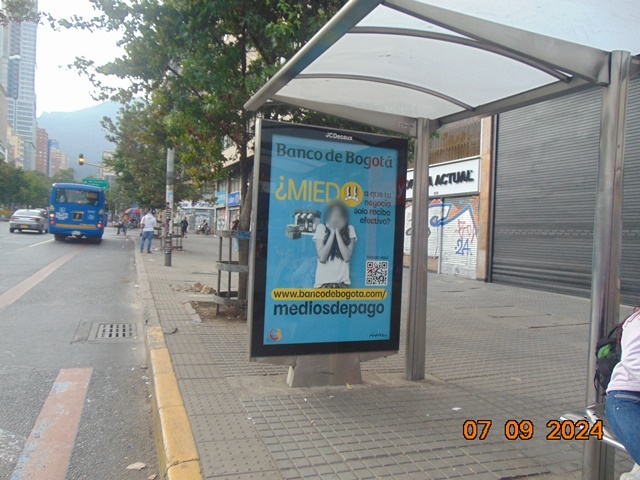 JCDecaux
Banco de Bogotá
¿MIEDO
a que tu
negocio
solo reciba
efectivo?
www.bancodebogota.com/
mediosdepago
ACTUAL
24
07 09 2024